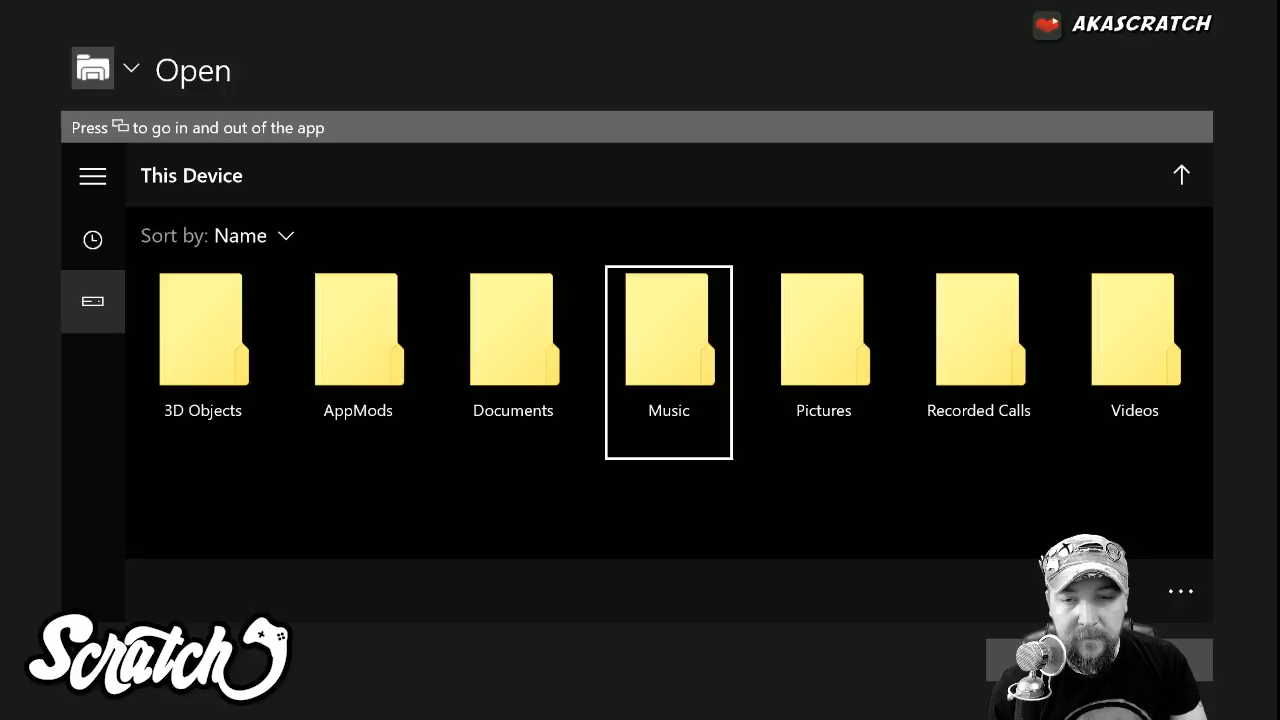 AKASCRATCH
Open
Press to go in and out of the app
This Device
Sort by: Name
3D Objects
AppMods
Documents
Music
Pictures
Recorded Calls
Videos
Scratch